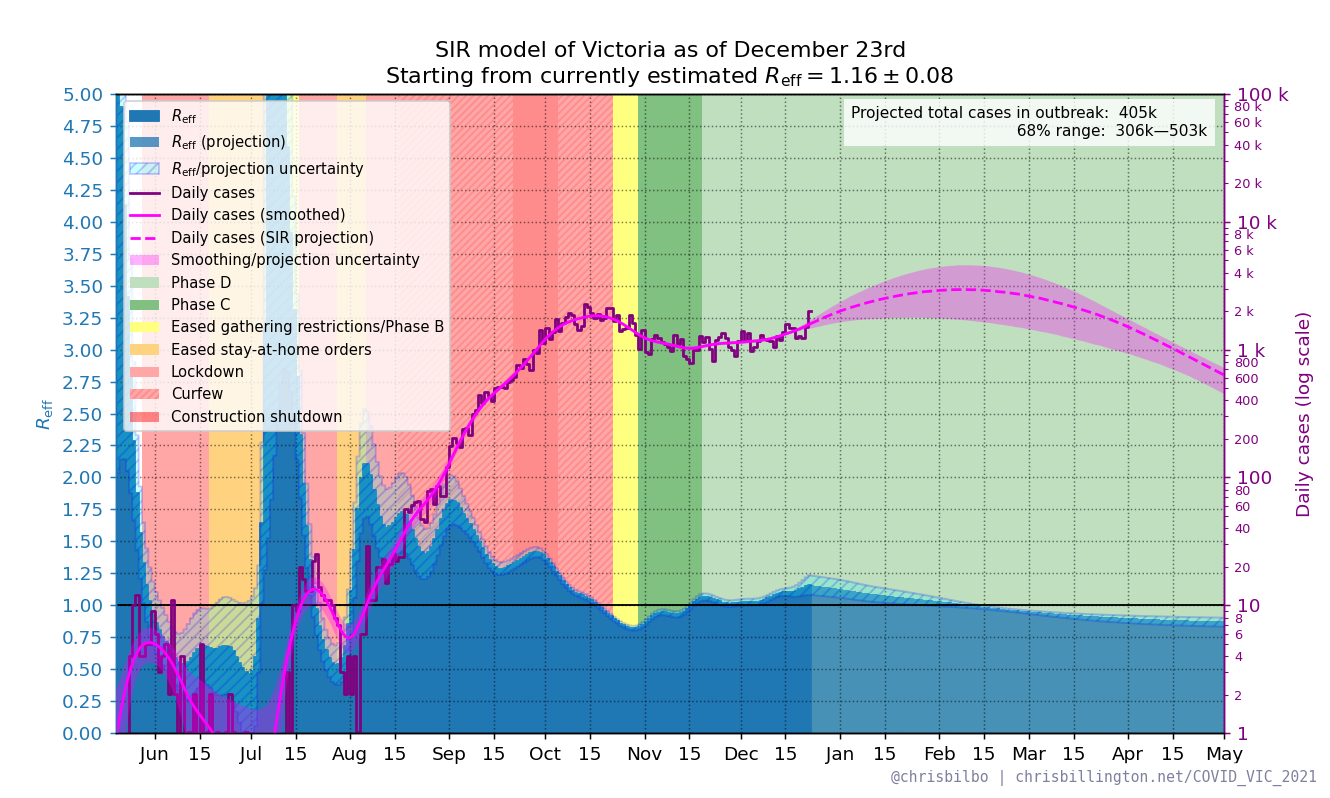 SIR model of Victoria as of December 23rd
Starting from currently estimated R_eff = 1.16 ± 0.08
Projected total cases in outbreak: 405k
68% range: 306k—503k
R_eff
R_eff (projection)
R_eff/projection uncertainty
Daily cases
Daily cases (smoothed)
Daily cases (SIR projection)
Smoothing/projection uncertainty
Phase D
Phase C
Eased gathering restrictions/Phase B
Eased stay-at-home orders
Lockdown
Curfew
Construction shutdown
R_eff
5.00
4.75
4.50
4.25
4.00
3.75
3.50
3.25
3.00
2.75
2.50
2.25
2.00
1.75
1.50
1.25
1.00
0.75
0.50
0.25
0.00
100 k
80 k
60 k
40 k
20 k
10 k
8 k
6 k
4 k
2 k
1 k
800
600
400
200
100
80
60
40
20
10
8
6
4
2
1
Daily cases (log scale)
Jun 15 Jul 15 Aug 15 Sep 15 Oct 15 Nov 15 Dec 15 Jan 15 Feb 15 Mar 15 Apr 15 May
@chrisbilbo | chrisbillington.net/COVID_VIC_2021